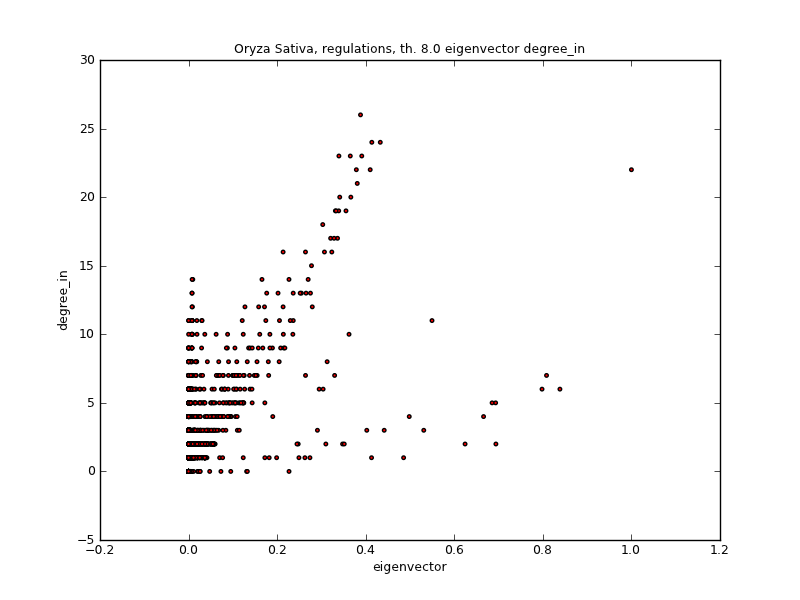 Oryza Sativa, regulations, th. 8.0 eigenvector degree_in
30
25
20
15
10
5
0
−5
degree_in
−0.2 0.0 0.2 0.4 0.6 0.8 1.0 1.2
eigenvector